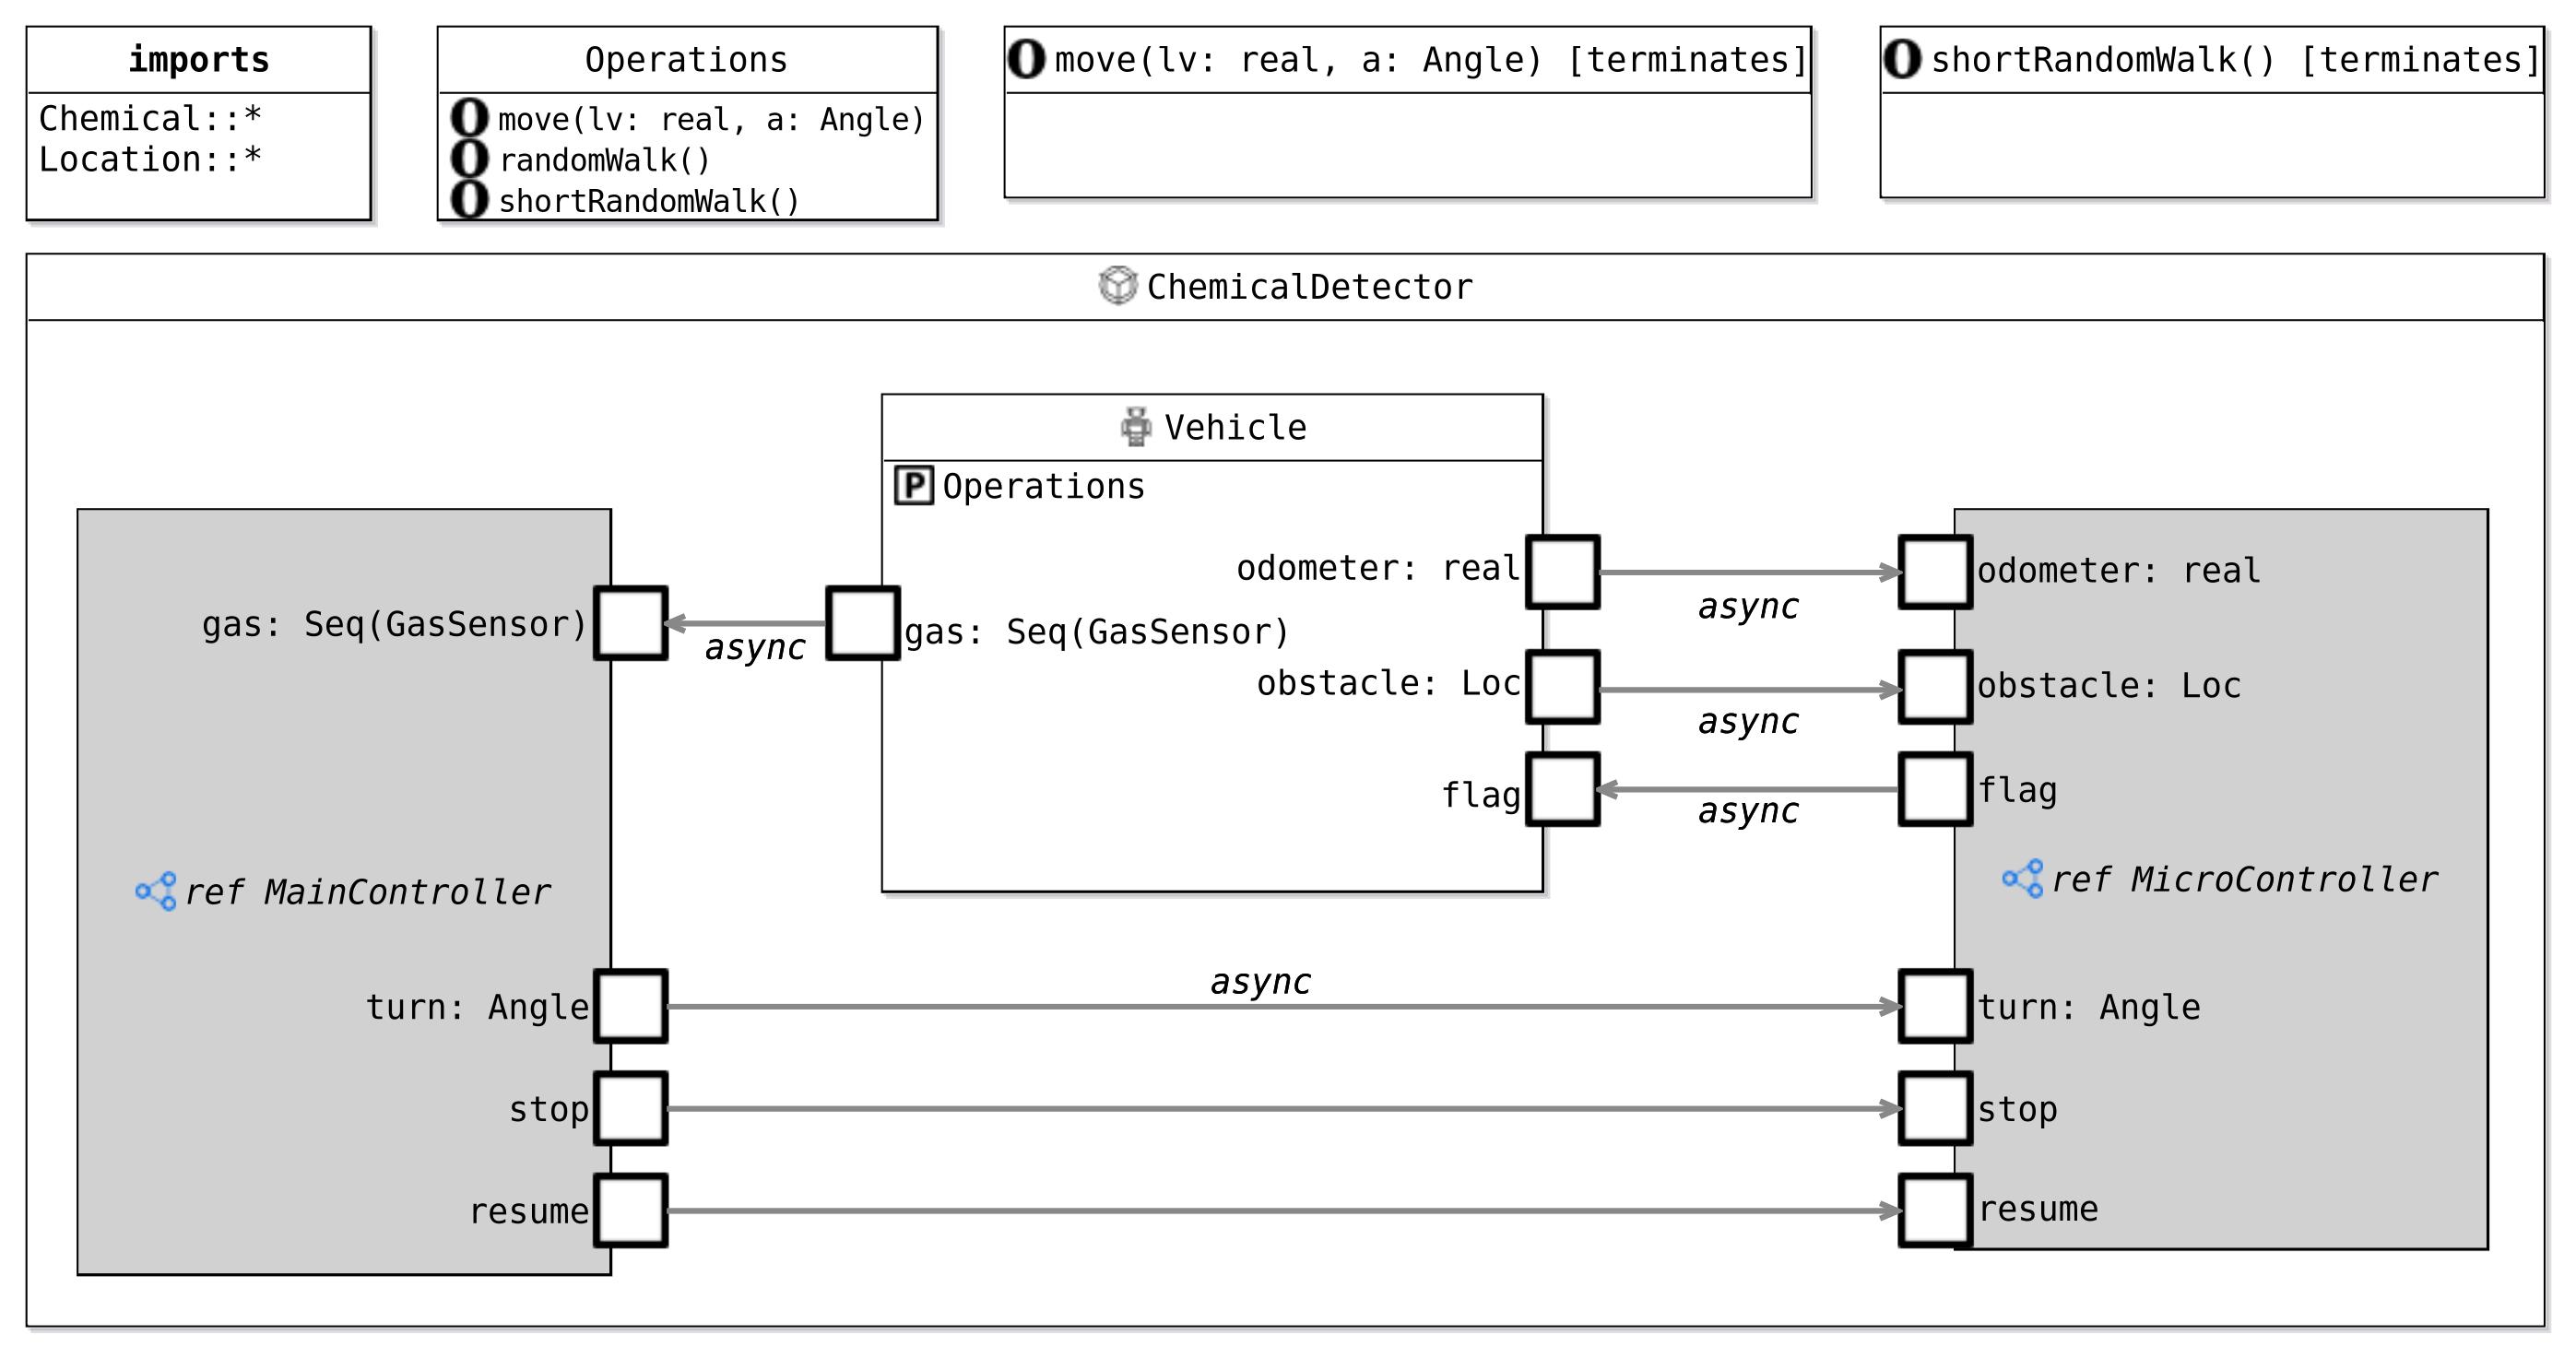 imports
Chemical::*
Location::*
Operations
O move(lv: real, a: Angle)
O randomWalk()
O shortRandomWalk()
O move(lv: real, a: Angle) [terminates]
O shortRandomWalk() [terminates]
ChemicalDetector
Vehicle
P Operations
odometer: real
gas: Seq(GasSensor)
obstacle: Loc
flag
gas: Seq(GasSensor)
ref MainController
turn: Angle
stop
resume
async
async
async
async
async
odometer: real
obstacle: Loc
flag
ref MicroController
turn: Angle
stop
resume